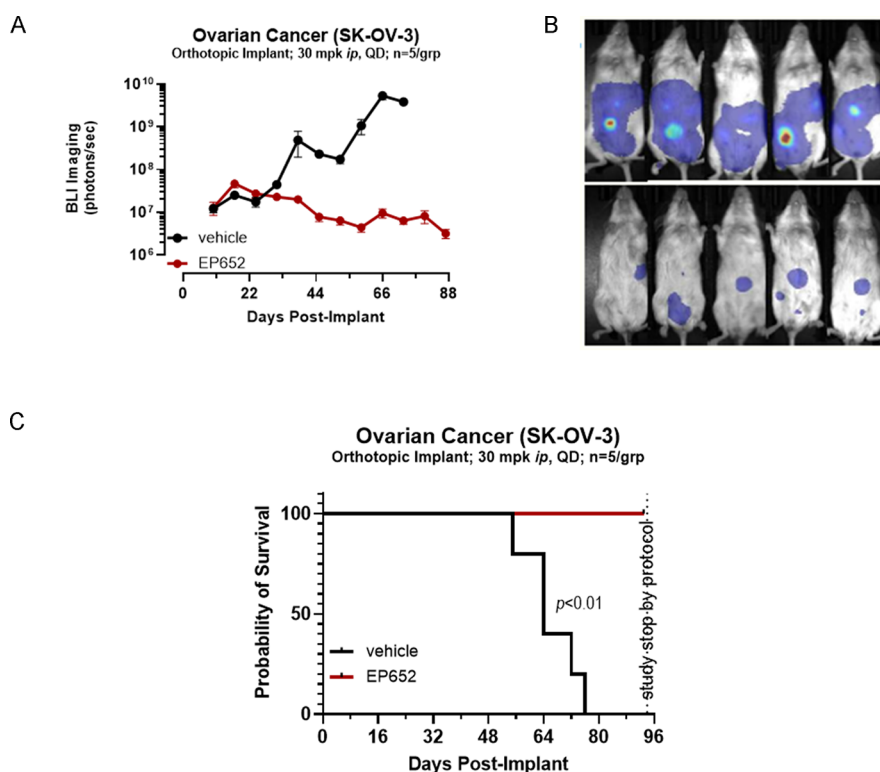 A
Ovarian Cancer (SK-OV-3)
Orthotopic Implant; 30 mpk ip, QD; n=5/grp
BLI Imaging
(photons/sec)
10^10
10^9
10^8
10^7
10^6
vehicle
EP652
0 22 44 66 88
Days Post-Implant
B
C
Ovarian Cancer (SK-OV-3)
Orthotopic Implant; 30 mpk ip, QD; n=5/grp
Probability of Survival
100
50
0
p<0.01
vehicle
EP652
study stop by protocol
0 16 32 48 64 80 96
Days Post-Implant